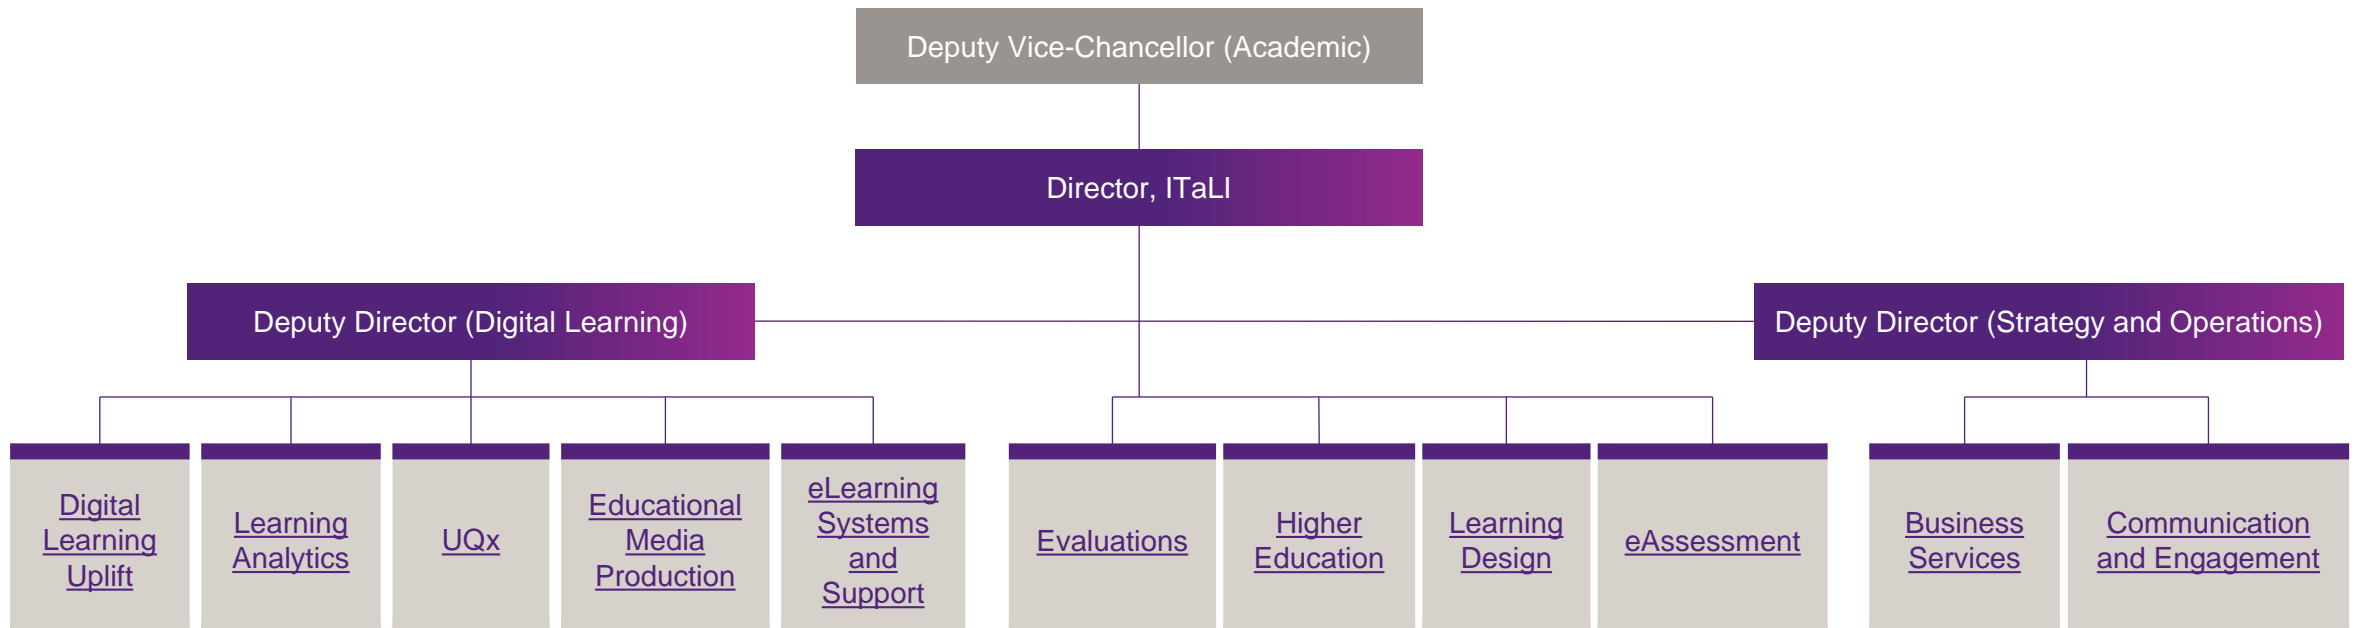 Deputy Vice-Chancellor (Academic)
Director, ITaLI
Deputy Director (Digital Learning)
Deputy Director (Strategy and Operations)
Digital
Learning
Uplift
Learning
Analytics
UQx
Educational
Media
Production
eLearning
Systems
and
Support
Evaluations
Higher
Education
Learning
Design
eAssessment
Business
Services
Communication
and Engagement